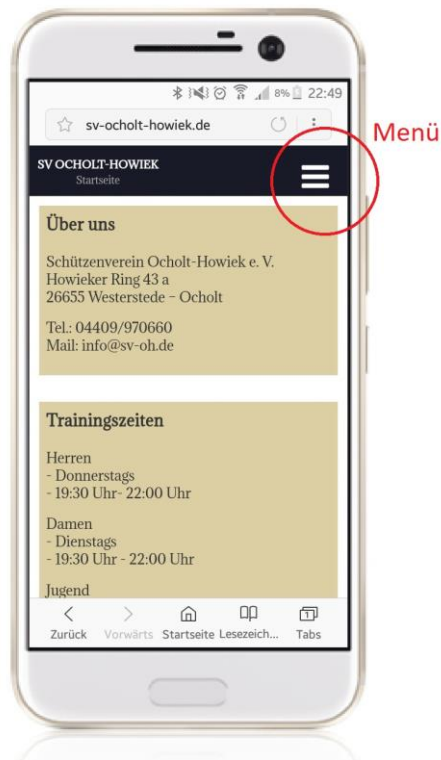 8% 22:49
sv-ocholt-howiek.de
Menü
SV OCHOLT-HOWIEK
Startseite
Über uns
Schützenverein Ocholt-Howiek e. V.
Howieker Ring 43 a
26655 Westerstede – Ocholt
Tel.: 04409/970660
Mail: info@sv-oh.de
Trainingszeiten
Herren
- Donnerstags
- 19:30 Uhr- 22:00 Uhr
Damen
- Dienstags
- 19:30 Uhr - 22:00 Uhr
Jugend
Zurück Vorwärts Startseite Lesezeich... Tabs